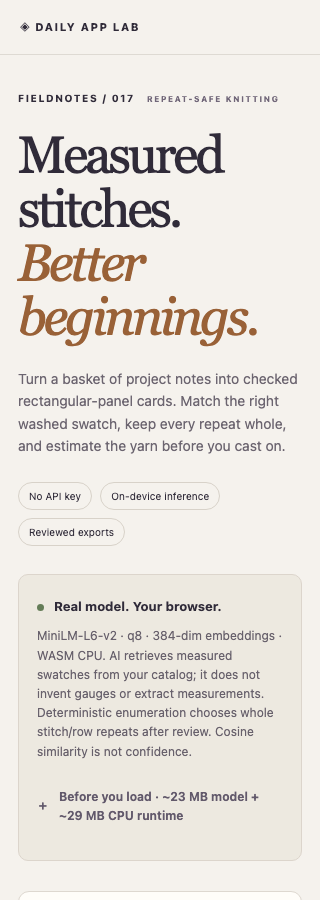 ◈ DAILY APP LAB
FIELDNOTES / 017 REPEAT-SAFE KNITTING
Measured
stitches.
Better
beginnings.
Turn a basket of project notes into checked
rectangular-panel cards. Match the right
washed swatch, keep every repeat whole,
and estimate the yarn before you cast on.
No API key
On-device inference
Reviewed exports
Real model. Your browser.
MiniLM-L6-v2 · q8 · 384-dim embeddings ·
WASM CPU. AI retrieves measured
swatches from your catalog; it does not
invent gauges or extract measurements.
Deterministic enumeration chooses whole
stitch/row repeats after review. Cosine
similarity is not confidence.
+ Before you load · ~23 MB model +
~29 MB CPU runtime